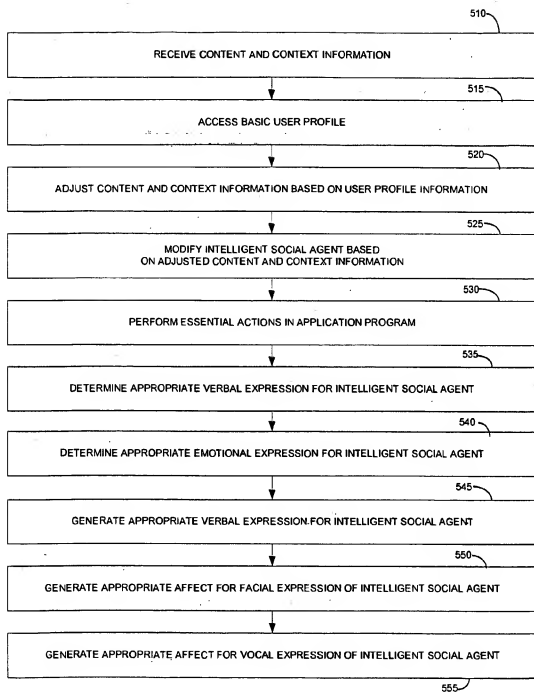 510
RECEIVE CONTENT AND CONTEXT INFORMATION
515
ACCESS BASIC USER PROFILE
520
ADJUST CONTENT AND CONTEXT INFORMATION BASED ON USER PROFILE INFORMATION
525
MODIFY INTELLIGENT SOCIAL AGENT BASED
ON ADJUSTED CONTENT AND CONTEXT INFORMATION
530
PERFORM ESSENTIAL ACTIONS IN APPLICATION PROGRAM
535
DETERMINE APPROPRIATE VERBAL EXPRESSION FOR INTELLIGENT SOCIAL AGENT
540
DETERMINE APPROPRIATE EMOTIONAL EXPRESSION FOR INTELLIGENT SOCIAL AGENT
545
GENERATE APPROPRIATE VERBAL EXPRESSION FOR INTELLIGENT SOCIAL AGENT
550
GENERATE APPROPRIATE AFFECT FOR FACIAL EXPRESSION OF INTELLIGENT SOCIAL AGENT
GENERATE APPROPRIATE AFFECT FOR VOCAL EXPRESSION OF INTELLIGENT SOCIAL AGENT
555